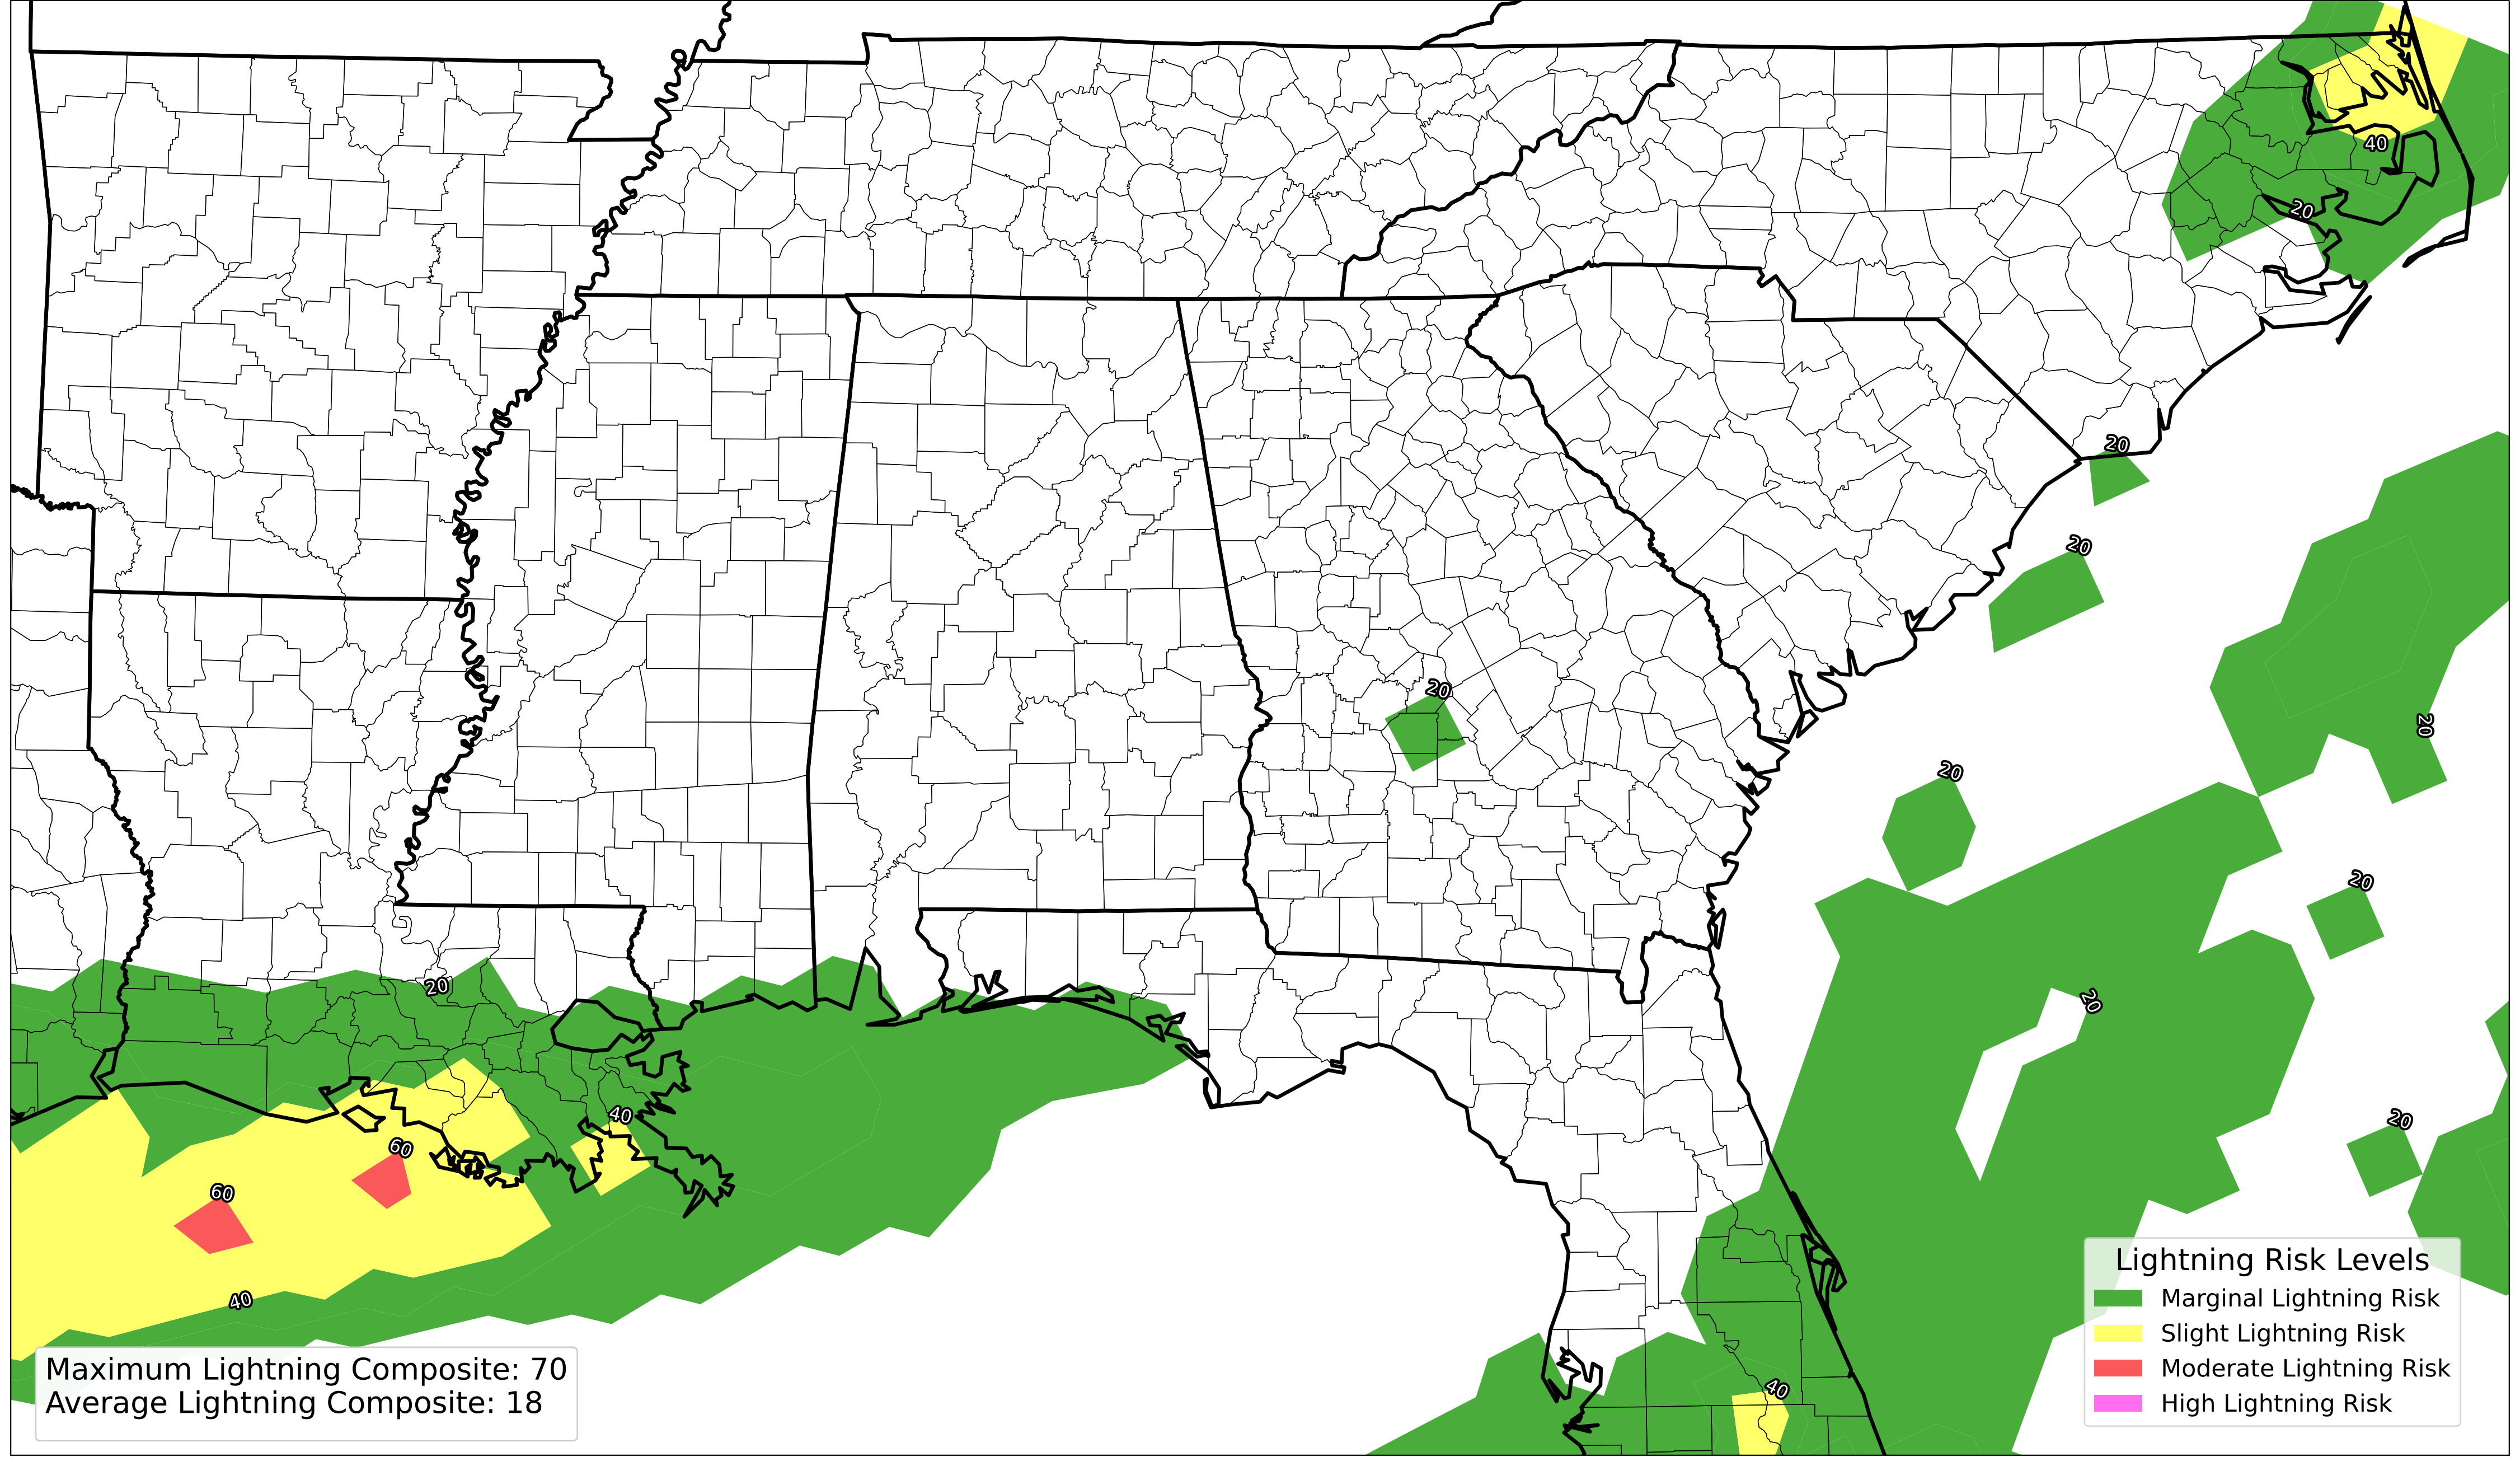 40
20
20
20
20
20
20
20
20
20
40
60
60
20
40
40
Lightning Risk Levels
Marginal Lightning Risk
Slight Lightning Risk
Moderate Lightning Risk
High Lightning Risk
Maximum Lightning Composite: 70
Average Lightning Composite: 18